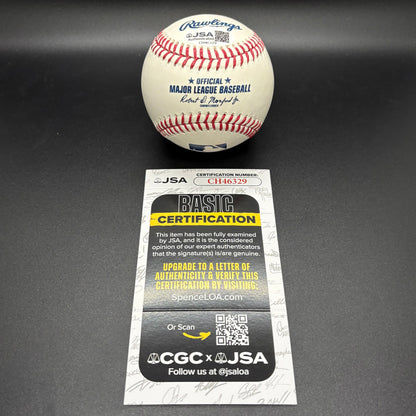 Rawlings
JSA
OFFICIAL
MAJOR LEAGUE BASEBALL
Robert D. Manfred Jr.
JSA
CERTIFICATION NUMBER:
CH46329
BASIC
CERTIFICATION
This item has been fully examined
by JSA, and it is the considered
opinion of our expert authenticators
that the signature(s) is/are genuine.
UPGRADE TO A LETTER OF
AUTHENTICITY & VERIFY THIS
CERTIFICATION BY VISITING:
SpenceLOA.com
Or Scan
CGC x JSA
Follow us at @jsaloa